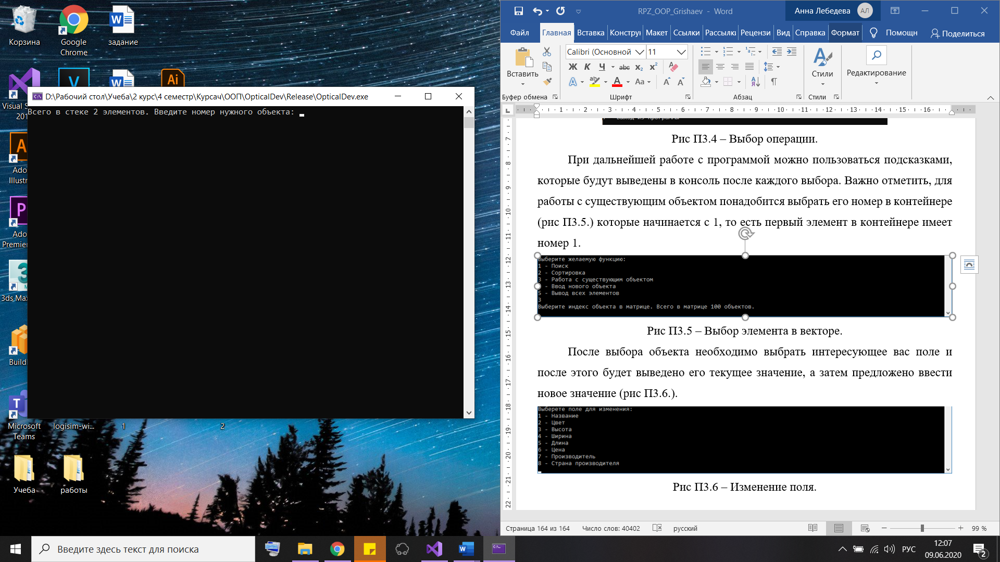 Корзина
Google Chrome
задание
Visual S
201
Ai
V
Ado
Illustr
Ado
Premier
3ds Max
Build
Microsoft Teams
logisim-wi...
1
2
Учеба
работы
D:\Рабочий стол\Учеба\2 курс\4 семестр\Курсач\ООП\OpticalDev\Release\OpticalDev.exe
Всего в стеке 2 элементов. Введите номер нужного объекта:
RPZ_OOP_Grishaev - Word
Анна Лебедева
АЛ
Файл
Главная
Вставка
Констру
Макет
Ссылки
Рассылкі
Рецензи
Вид
Справка
Формат
Помощн
Поделиться
Вставить
Calibri (Основной
11
Ж К Ч abc x₂ x²
Аа
Стили
Редактирование
Буфер обмена
Шрифт
Абзац
Стили
1 2 3 4 5 6 7 8 9 10 11 12 13 14 15 16
7 8 9 10 11 12 13 14 15 16 17 18 19 20 21 22
Рис П3.4 – Выбор операции.
При дальнейшей работе с программой можно пользоваться подсказками,
которые будут выведены в консоль после каждого выбора. Важно отметить, для
работы с существующим объектом понадобится выбрать его номер в контейнере
(рис П3.5.) которые начинается с 1, то есть первый элемент в контейнере имеет
номер 1.
Выберите желаемую функцию:
1 - Поиск
2 - Сортировка
3 - Работа с существующим объектом
- Ввод нового объекта
5 - Вывод всех элементов
3
Выберите индекс объекта в матрице. Всего в матрице 100 объектов.
Рис П3.5 – Выбор элемента в векторе.
После выбора объекта необходимо выбрать интересующее вас поле и
после этого будет выведено его текущее значение, а затем предложено ввести
новое значение (рис П3.6.).
Выберете поле для изменения:
1 - Название
2 - Цвет
3 - Высота
4 - Ширина
5 - Длина
6 - Цена
7 - Производитель
8 - Страна производителя
Рис П3.6 – Изменение поля.
Страница 164 из 164
Число слов: 40402
русский
99 %
Введите здесь текст для поиска
РУС
12:07
09.06.2020
2